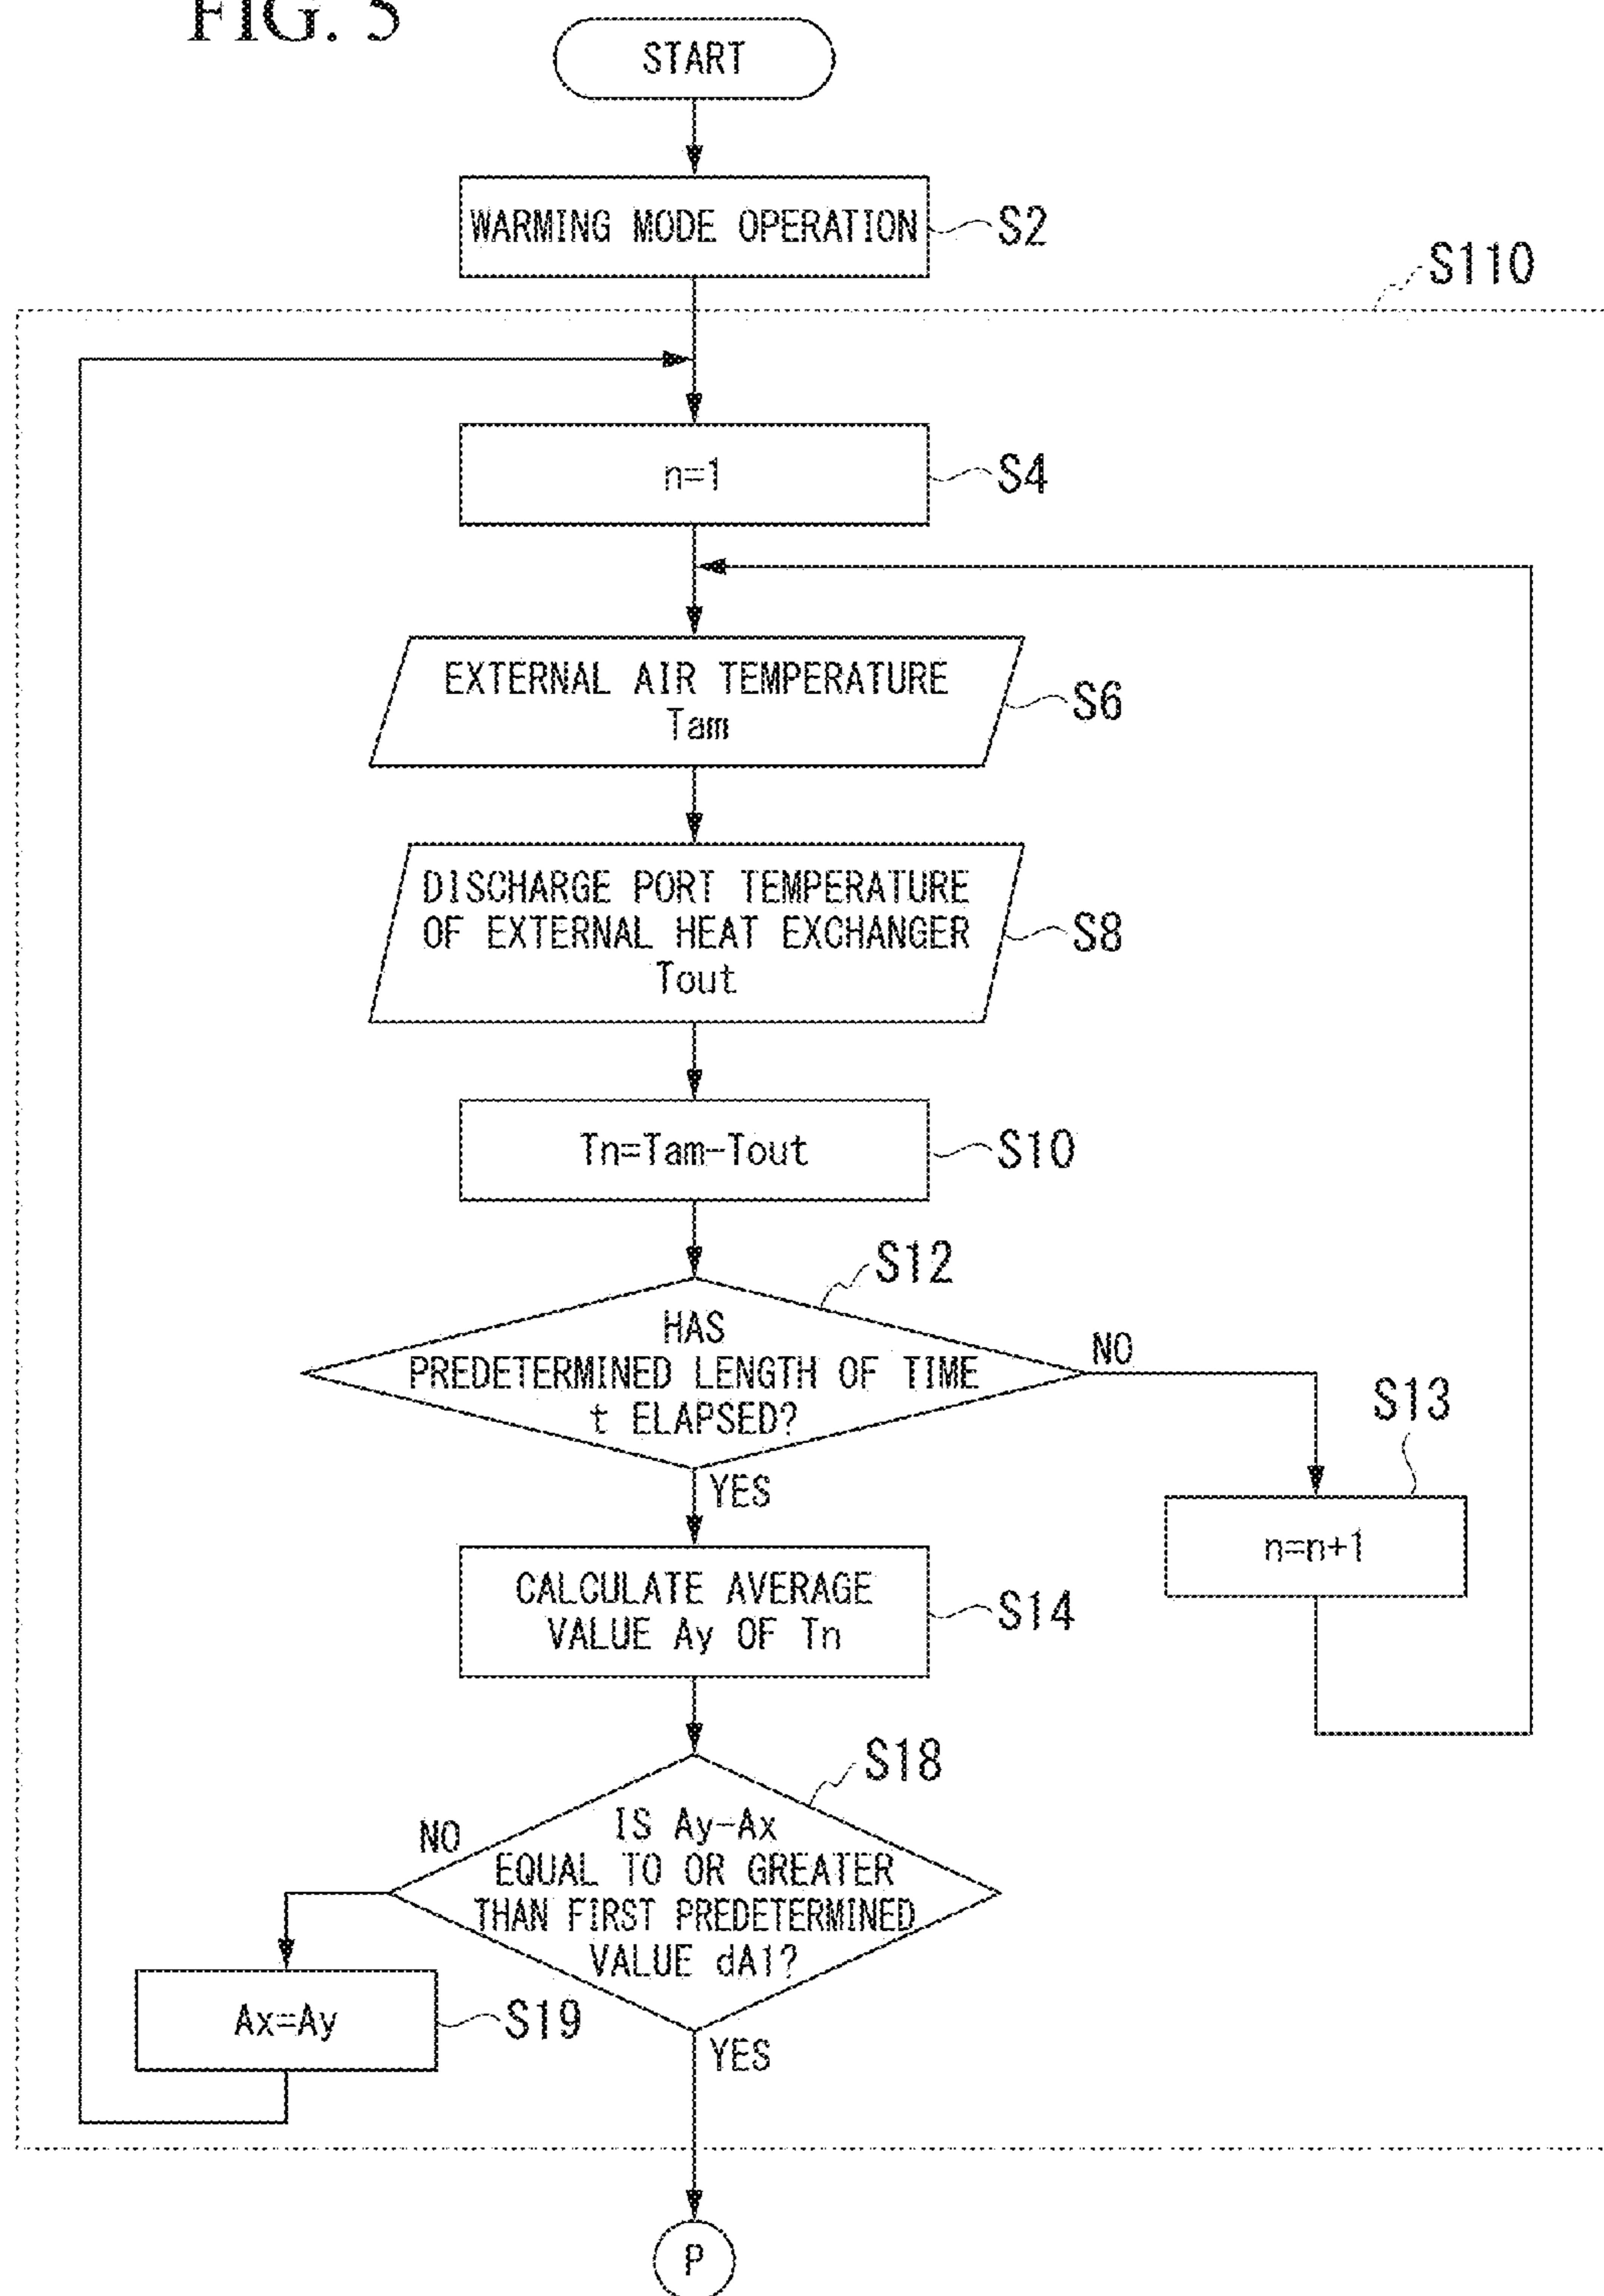 FIG. 5
START
WARMING MODE OPERATION
S2
S110
n=1
S4
EXTERNAL AIR TEMPERATURE
Tam
S6
DISCHARGE PORT TEMPERATURE
OF EXTERNAL HEAT EXCHANGER
Tout
S8
Tn=Tam-Tout
S10
S12
HAS
PREDETERMINED LENGTH OF TIME
t ELAPSED?
NO
S13
YES
n=n+1
CALCULATE AVERAGE
VALUE Ay OF Tn
S14
S18
NO
IS Ay-Ax
EQUAL TO OR GREATER
THAN FIRST PREDETERMINED
VALUE dA1?
Ax=Ay
S19
YES
P